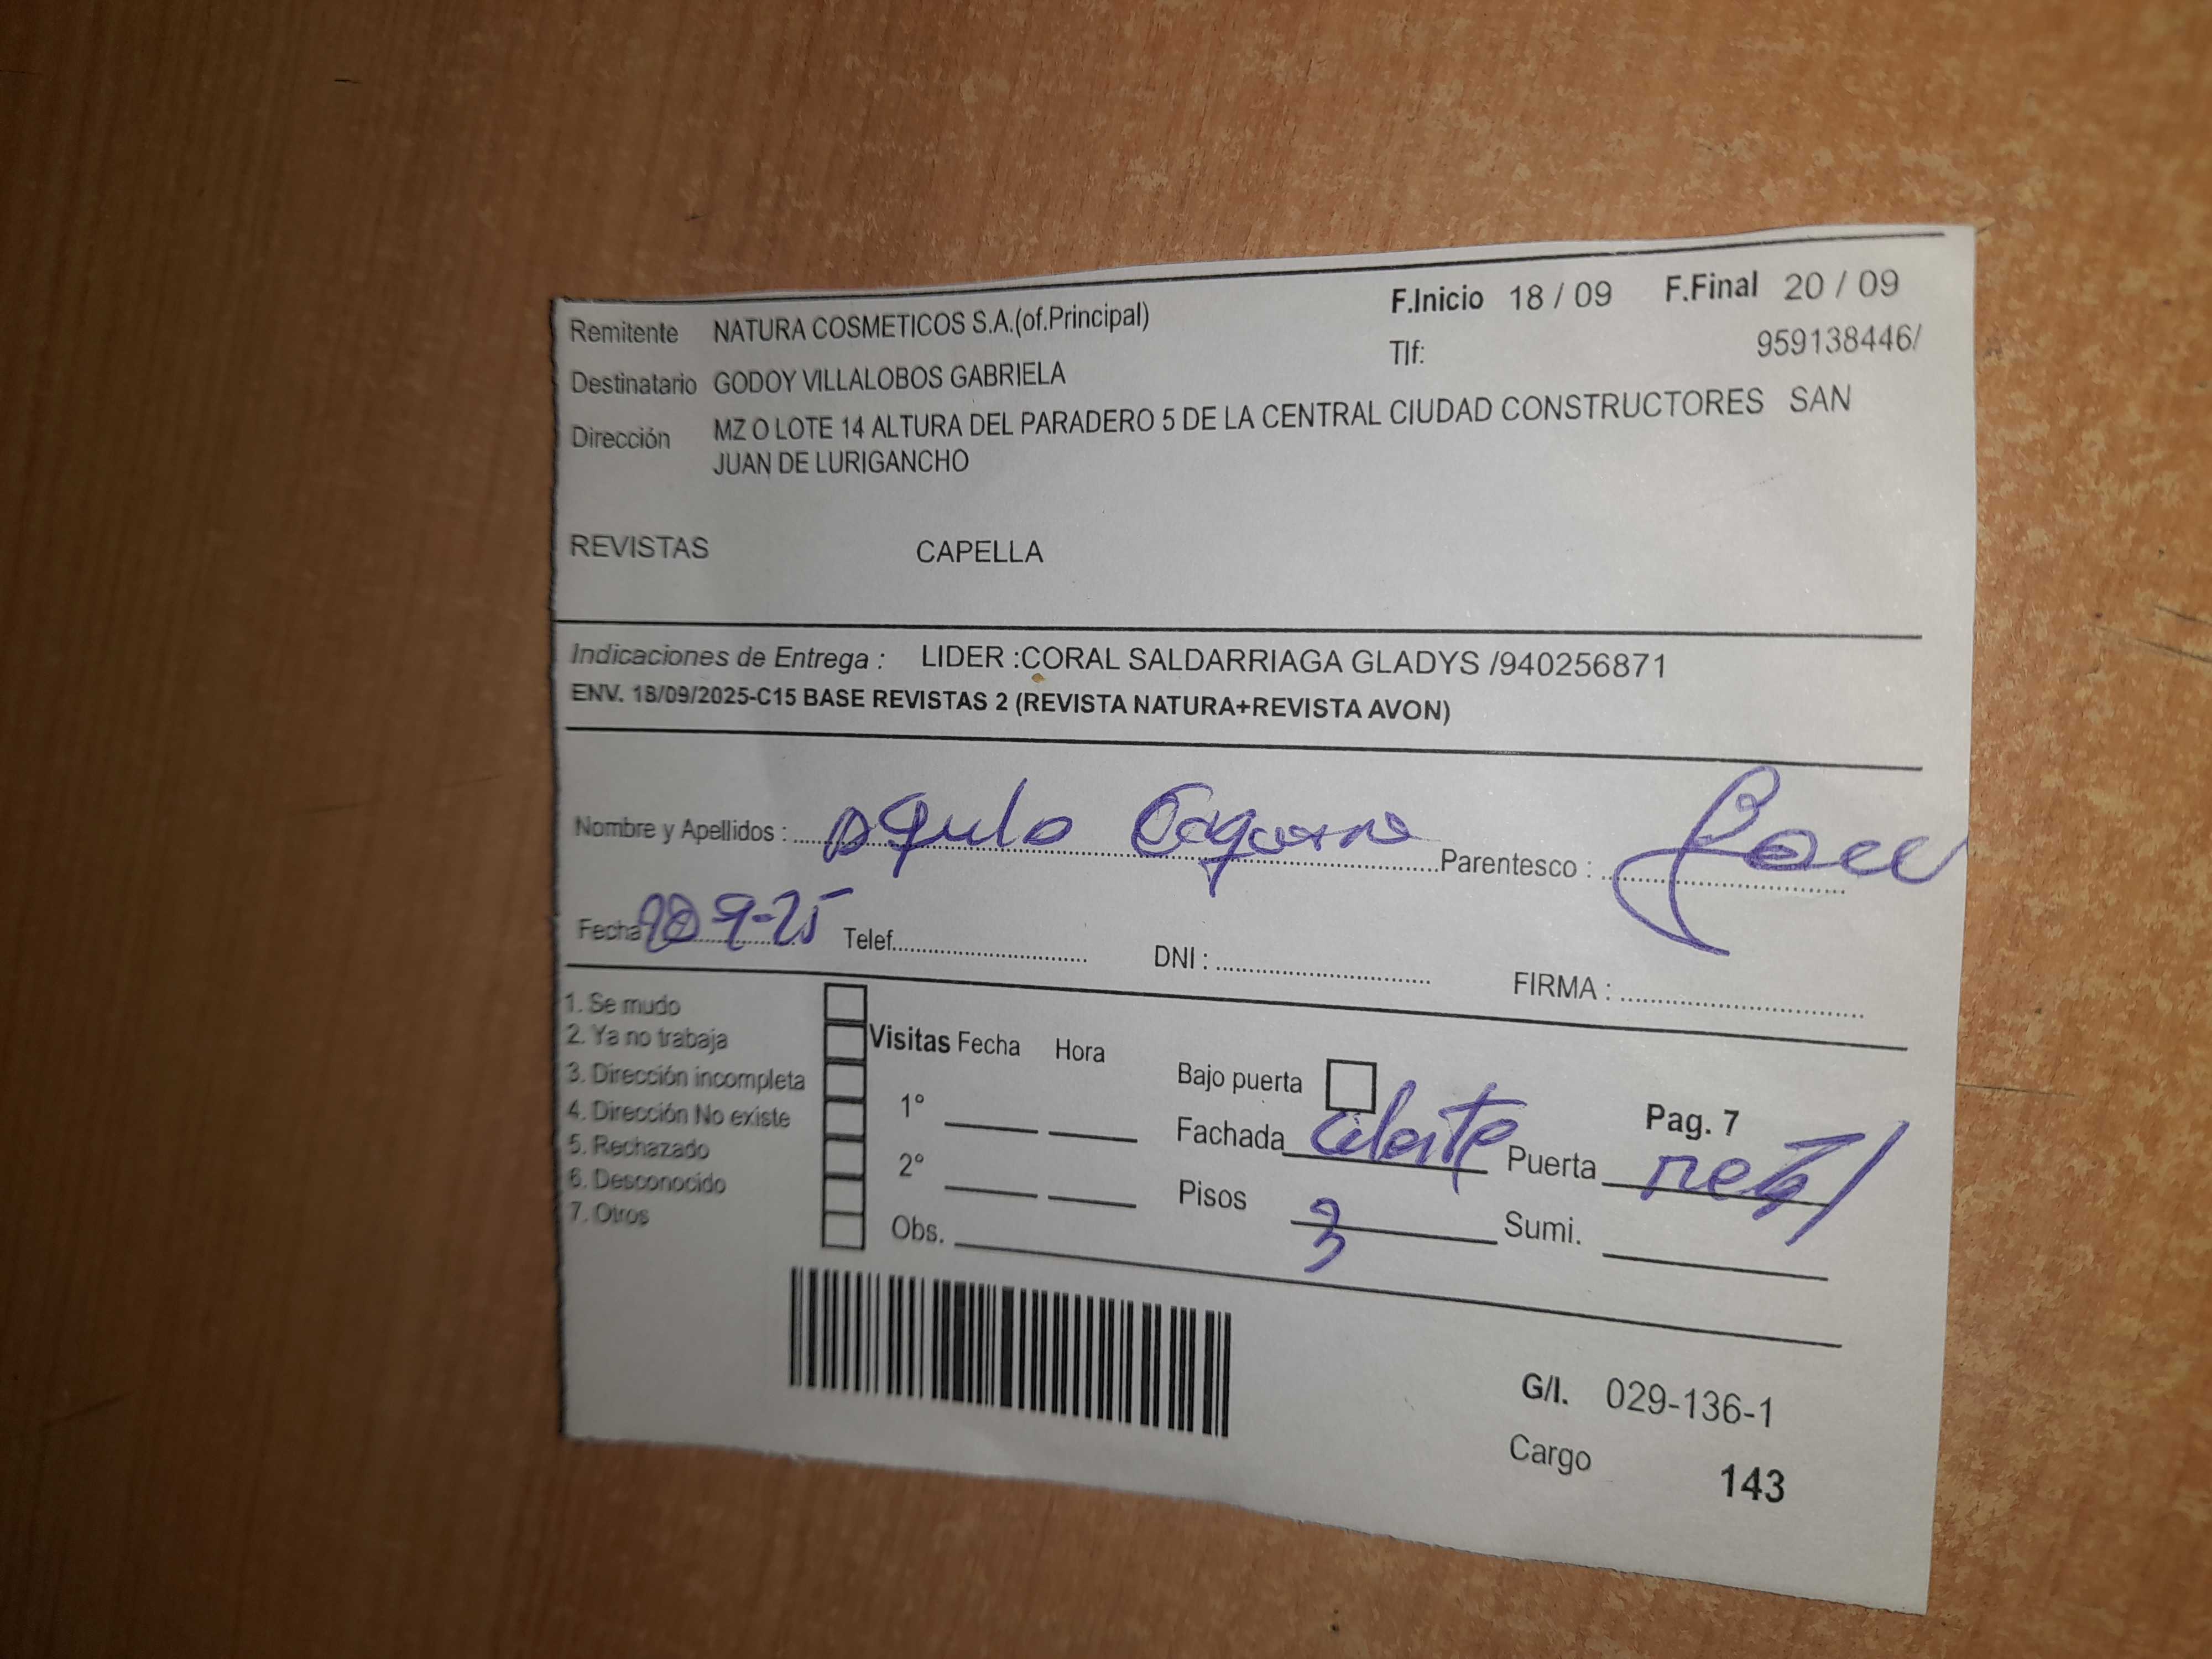 F.Inicio 18 / 09 F.Final 20 / 09
Remitente NATURA COSMETICOS S.A.(of.Principal)
Tlf: 959138446/
Destinatario GODOY VILLALOBOS GABRIELA
Dirección MZ O LOTE 14 ALTURA DEL PARADERO 5 DE LA CENTRAL CIUDAD CONSTRUCTORES SAN
JUAN DE LURIGANCHO
REVISTAS CAPELLA
Indicaciones de Entrega : LIDER :CORAL SALDARRIAGA GLADYS /940256871
ENV. 18/09/2025-C15 BASE REVISTAS 2 (REVISTA NATURA+REVISTA AVON)
Nombre y Apellidos : Parentesco :
Fecha 9-25 Telef. DNI : FIRMA :
1. Se mudo
2. Ya no trabaja
3. Dirección incompleta
4. Dirección No existe
5. Rechazado
6. Desconocido
7. Otros
Visitas Fecha Hora
1°
2°
Obs.
Bajo puerta
Pag. 7
Fachada celeste Puerta metal
Pisos 3 Sumi.
G/I. 029-136-1
Cargo 143